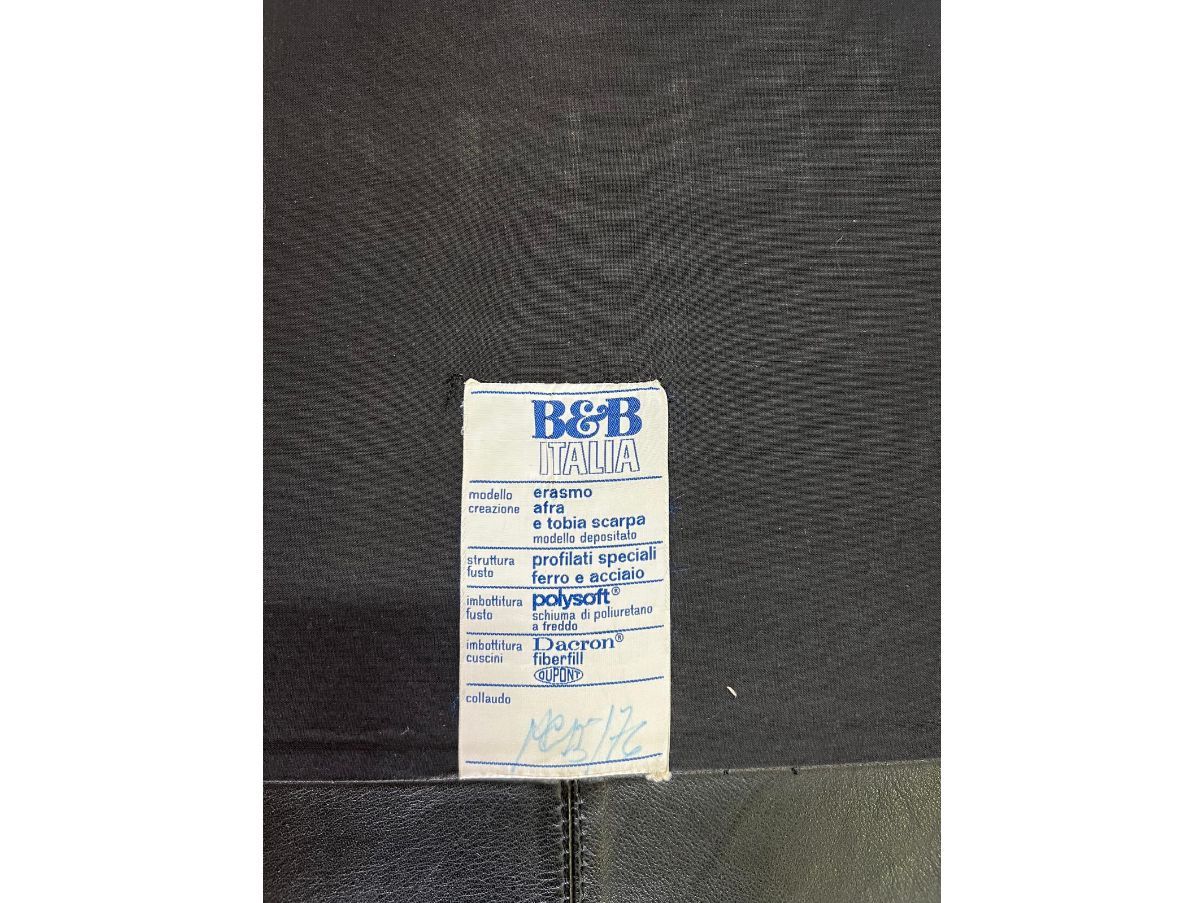 B&B
ITALIA
modello erasmo
creazione afra
e tobia scarpa
modello depositato
struttura profilati speciali
fusto ferro e acciaio
imbottitura polysoft®
fusto schiuma di poliuretano
a freddo
imbottitura Dacron®
cuscini fiberfill
DUPONT
collaudo
/76